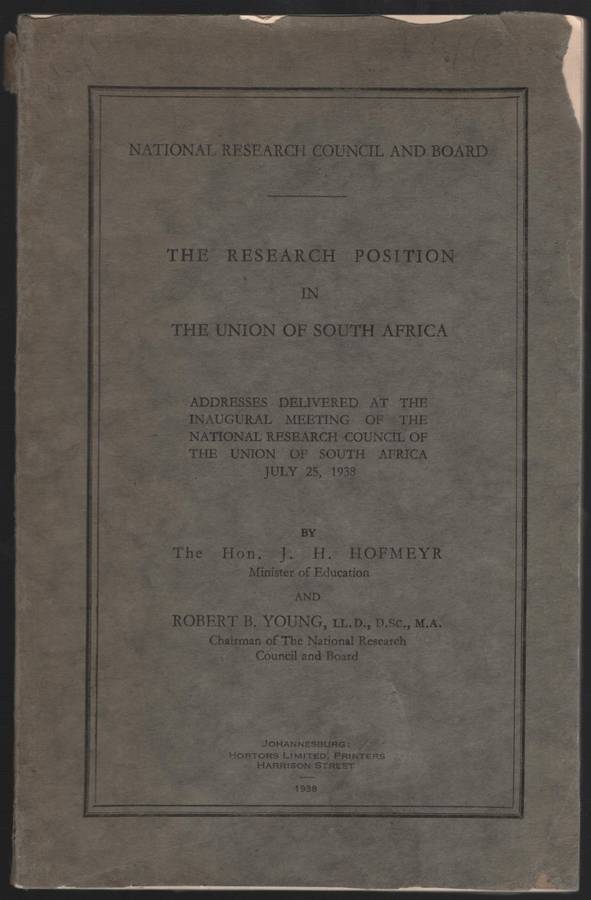 NATIONAL RESEARCH COUNCIL AND BOARD
THE RESEARCH POSITION
IN
THE UNION OF SOUTH AFRICA
ADDRESSES DELIVERED AT THE
INAUGURAL MEETING OF THE
NATIONAL RESEARCH COUNCIL OF
THE UNION OF SOUTH AFRICA
JULY 25, 1938
BY
The Hon. J. H. HOFMEYR
Minister of Education
AND
ROBERT B. YOUNG, LL.D., D.SC., M.A.
Chairman of The National Research
Council and Board
JOHANNESBURG:
HORTORS LIMITED, PRINTERS
HARRISON STREET
1938